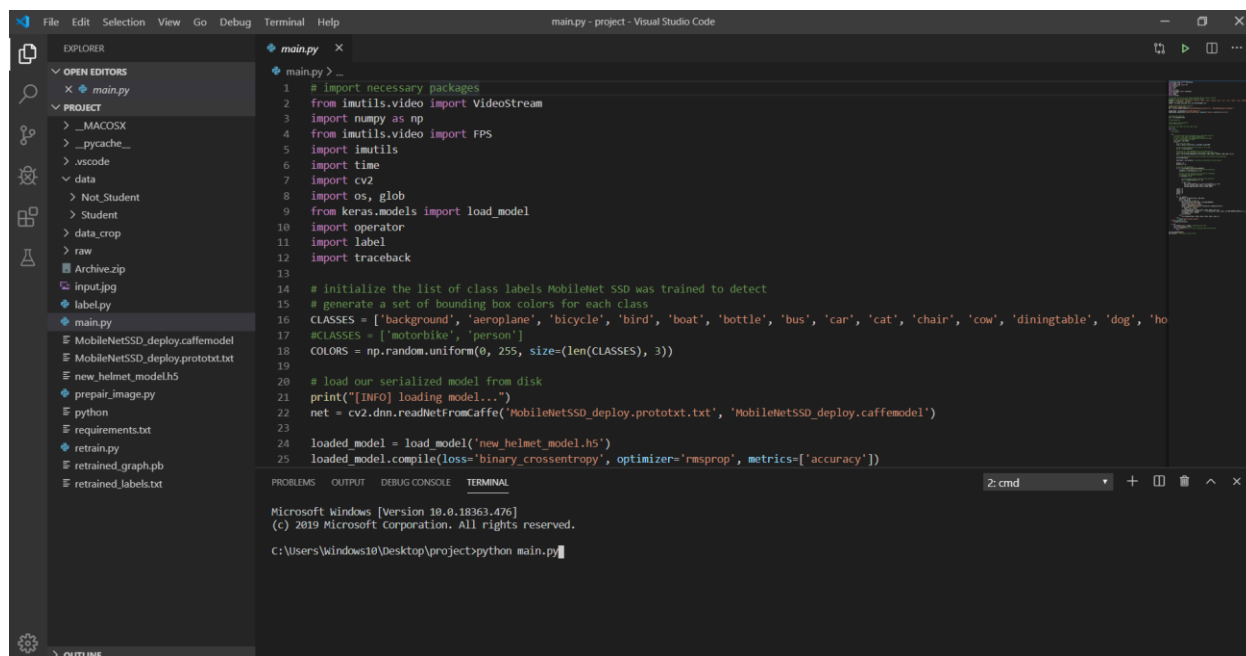 File Edit Selection View Go Debug Terminal Help main.py - project - Visual Studio Code
EXPLORER
OPEN EDITORS
main.py
PROJECT
__MACOSX
__pycache__
.vscode
data
Not_Student
Student
data_crop
raw
Archive.zip
input.jpg
label.py
main.py
MobileNetSSD_deploy.caffemodel
MobileNetSSD_deploy.prototxt.txt
new_helmet_model.h5
prepair_image.py
python
requirements.txt
retrain.py
retrained_graph.pb
retrained_labels.txt
OUTLINE
main.py
main.py > ...
1 # import necessary packages
2 from imutils.video import VideoStream
3 import numpy as np
4 from imutils.video import FPS
5 import imutils
6 import time
7 import cv2
8 import os, glob
9 from keras.models import load_model
10 import operator
11 import label
12 import traceback
13
14 # initialize the list of class labels MobileNet SSD was trained to detect
15 # generate a set of bounding box colors for each class
16 CLASSES = ['background', 'aeroplane', 'bicycle', 'bird', 'boat', 'bottle', 'bus', 'car', 'cat', 'chair', 'cow', 'diningtable', 'dog', 'ho
17 #CLASSES = ['motorbike', 'person']
18 COLORS = np.random.uniform(0, 255, size=(len(CLASSES), 3))
19
20 # load our serialized model from disk
21 print("[INFO] loading model...")
22 net = cv2.dnn.readNetFromCaffe('MobileNetSSD_deploy.prototxt.txt', 'MobileNetSSD_deploy.caffemodel')
23
24 loaded_model = load_model('new_helmet_model.h5')
25 loaded_model.compile(loss='binary_crossentropy', optimizer='rmsprop', metrics=['accuracy'])
PROBLEMS OUTPUT DEBUG CONSOLE TERMINAL 2: cmd
Microsoft Windows [Version 10.0.18363.476]
(c) 2019 Microsoft Corporation. All rights reserved.
C:\Users\Windows10\Desktop\project>python main.py